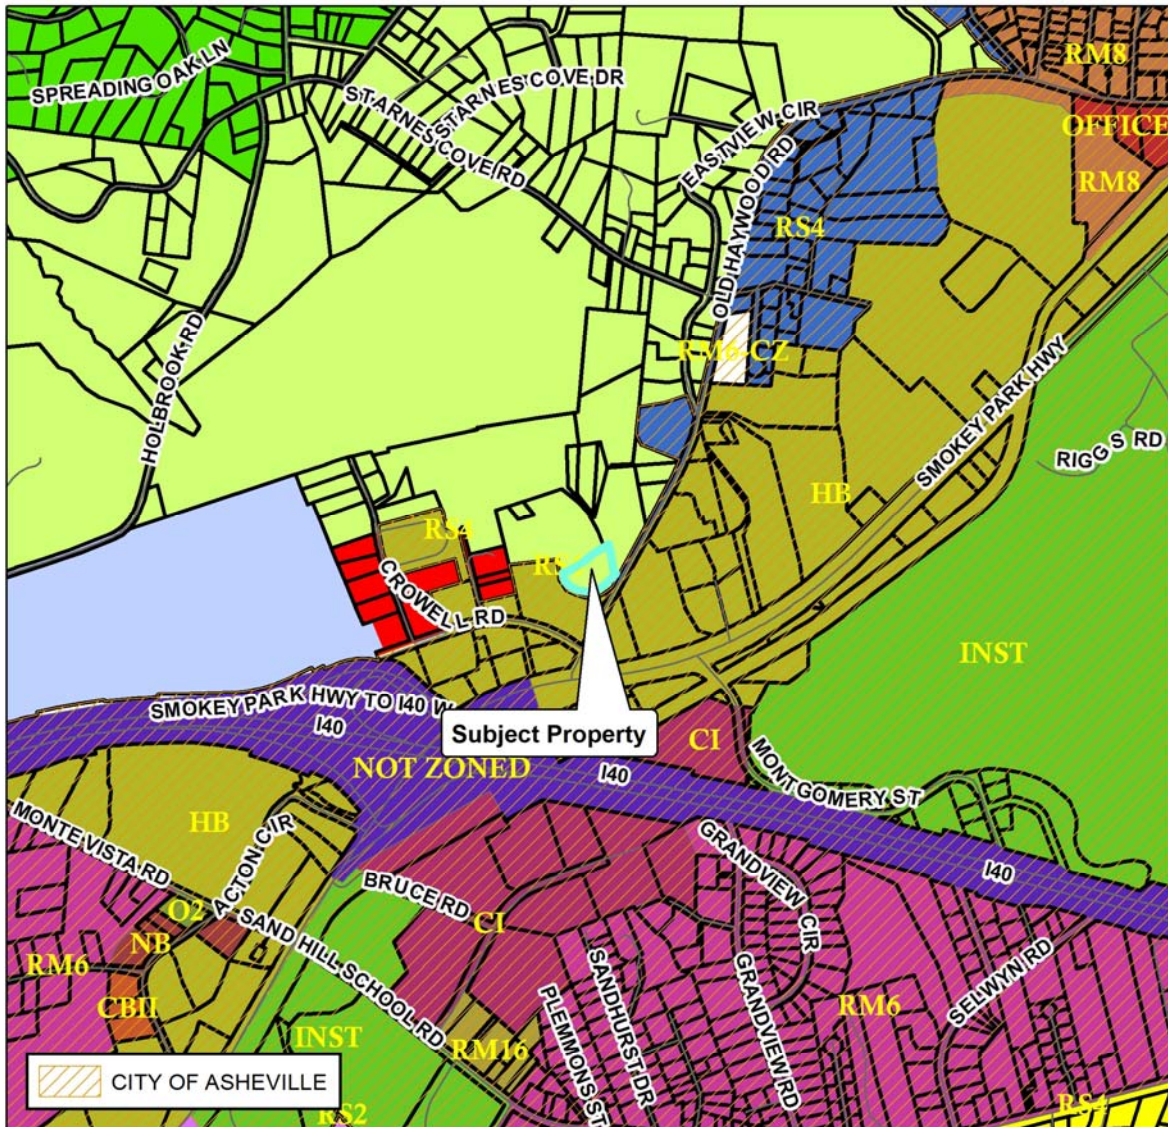 RM8
SPREADING OAK LN
STARNES COVE DR
STARNES COVE RD
EASTVIEW CIR
OFFICE
RM8
OLD HAYWOOD RD
RS4
HOLBROOK RD
RM6-CZ
SMOKEY PARK HWY
RIGGS RD
HB
RS4
RS
CROWELL RD
INST
SMOKEY PARK HWY TO I40 W
I40
Subject Property
CI
NOT ZONED
I40
MONTGOMERY ST
HB
MONTE VISTA RD
ACTON CIR
GRANDVIEW CIR
I40
BRUCE RD
O2
SAND HILL SCHOOL RD
CI
NB
RM6
SANDHURST DR
GRANDVIEW RD
SELWYN RD
CBII
PLEMMONS ST
RM6
INST
RM16
CITY OF ASHEVILLE
RS2
RS4